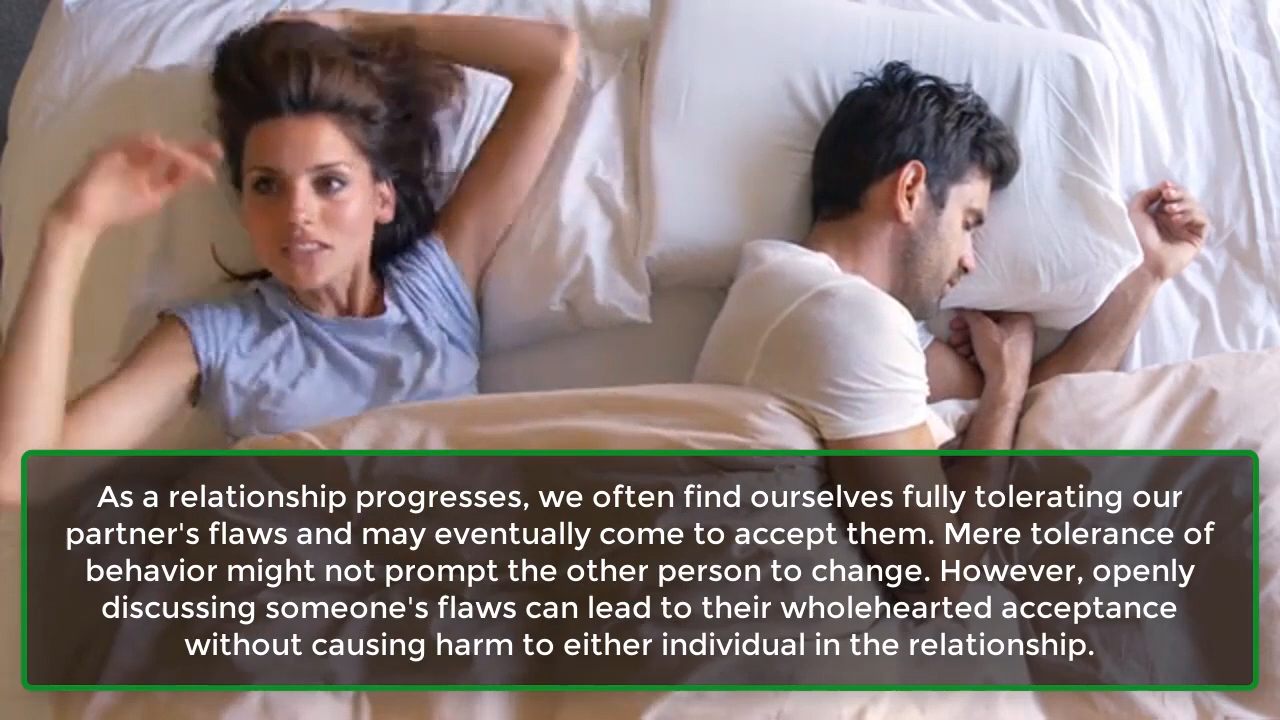 As a relationship progresses, we often find ourselves fully tolerating our
partner's flaws and may eventually come to accept them. Mere tolerance of
behavior might not prompt the other person to change. However, openly
discussing someone's flaws can lead to their wholehearted acceptance
without causing harm to either individual in the relationship.